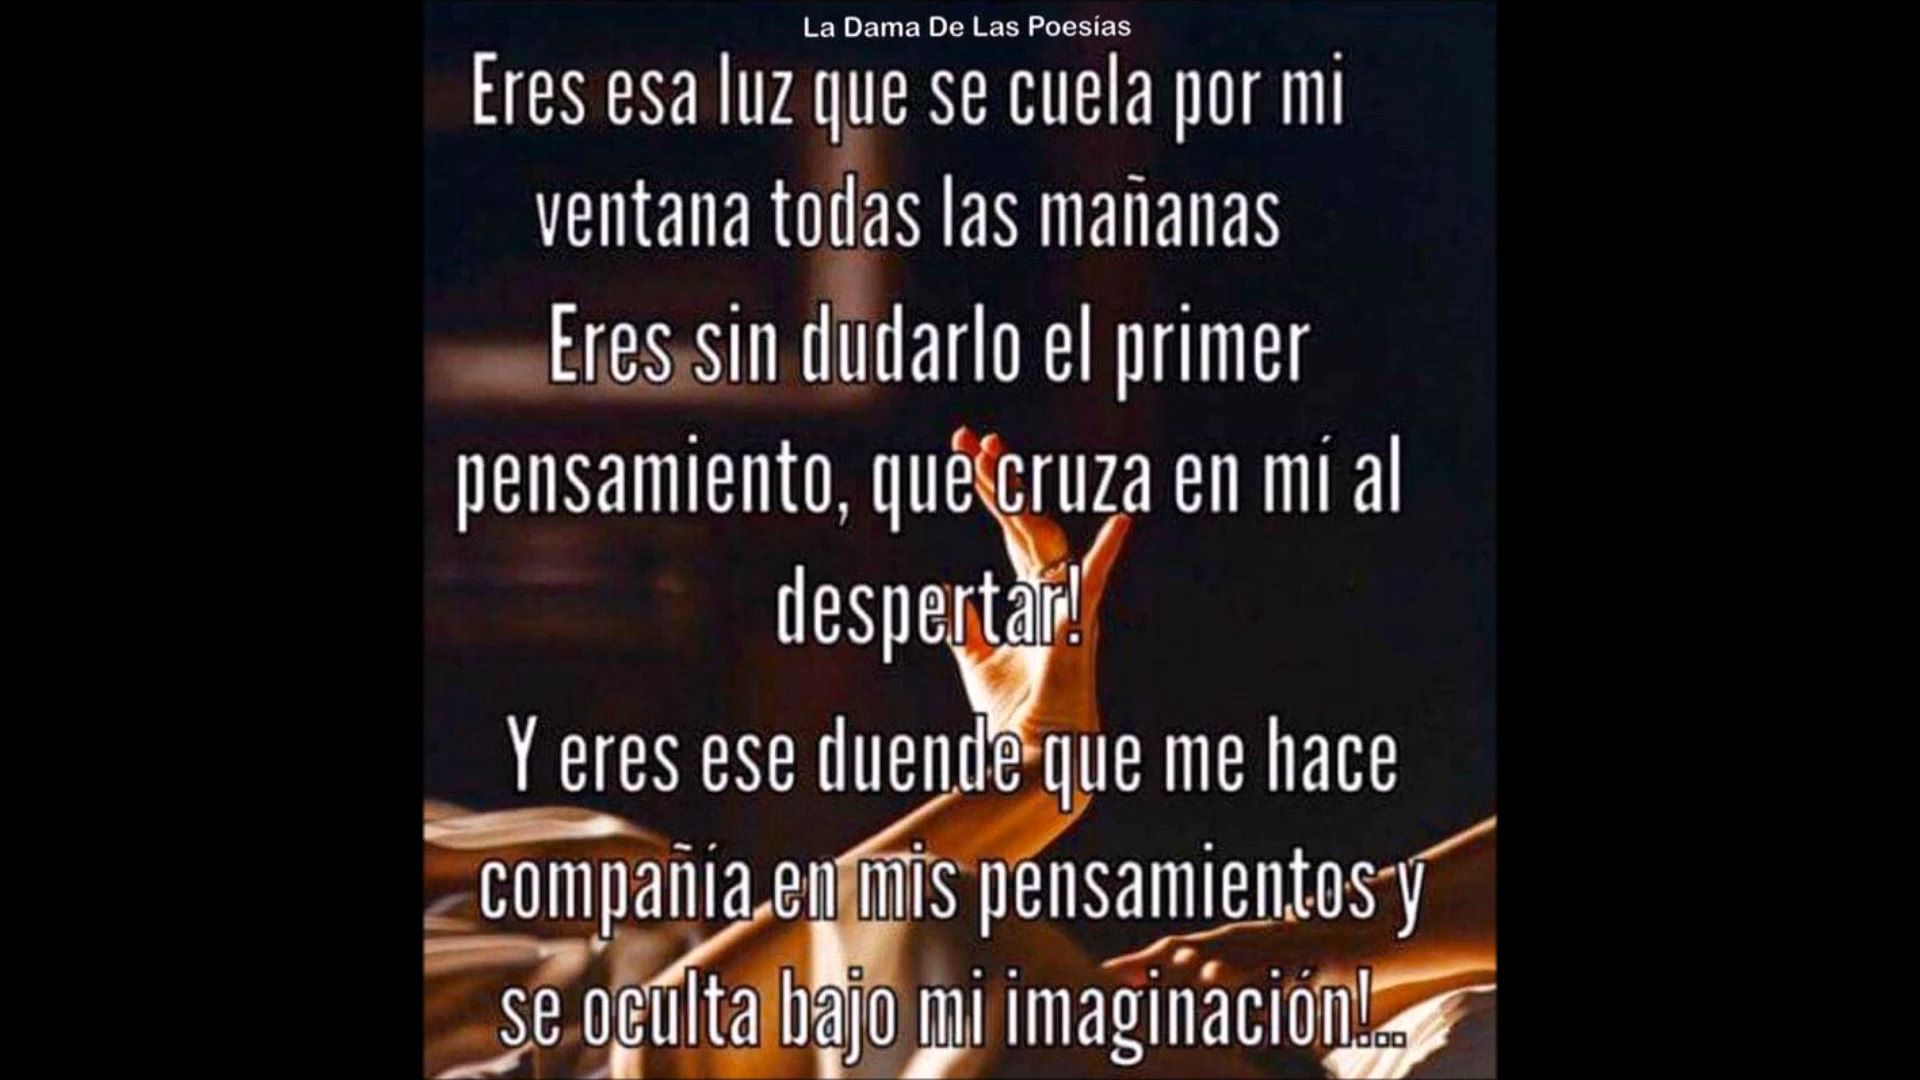 La Dama De Las Poesías
Eres esa luz que se cuela por mi
ventana todas las mañanas
Eres sin dudarlo el primer
pensamiento, que cruza en mí al
despertar!
Y eres ese duende que me hace
compañía en mis pensamientos y
se oculta bajo mi imaginación!..